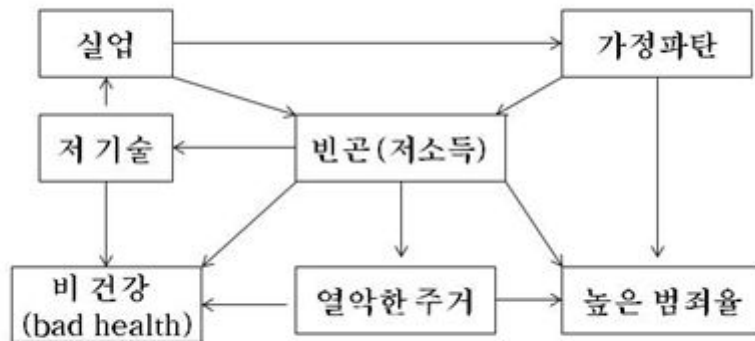 실업
가정파탄
저 기술
빈곤(저소득)
비 건강
(bad health)
열악한 주거
높은 범죄율